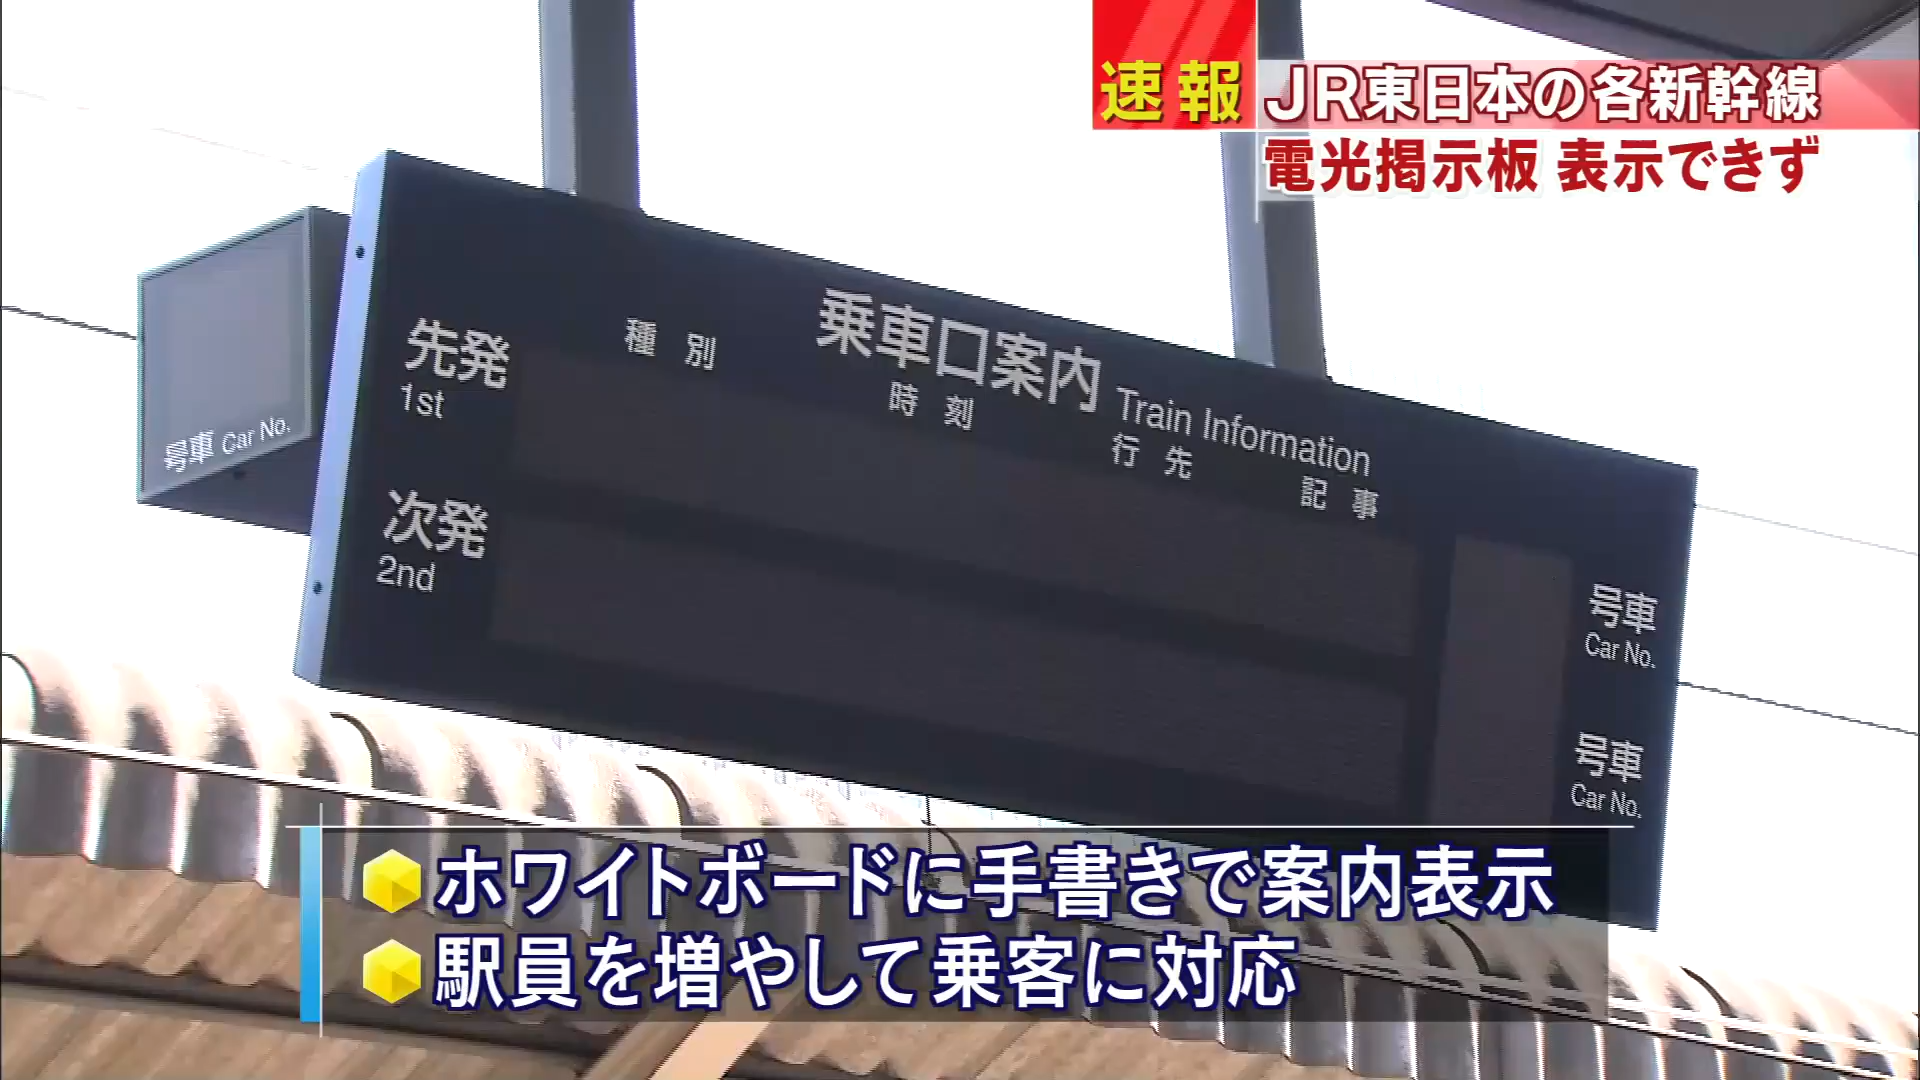 速報
JR東日本の各新幹線
電光掲示板 表示できず
乗車口案内 Train Information
種別 時刻 行先 記事
先発
1st
次発
2nd
号車 Car No.
号車
Car No.
号車
Car No.
ホワイトボードに手書きで案内表示
駅員を増やして乗客に対応